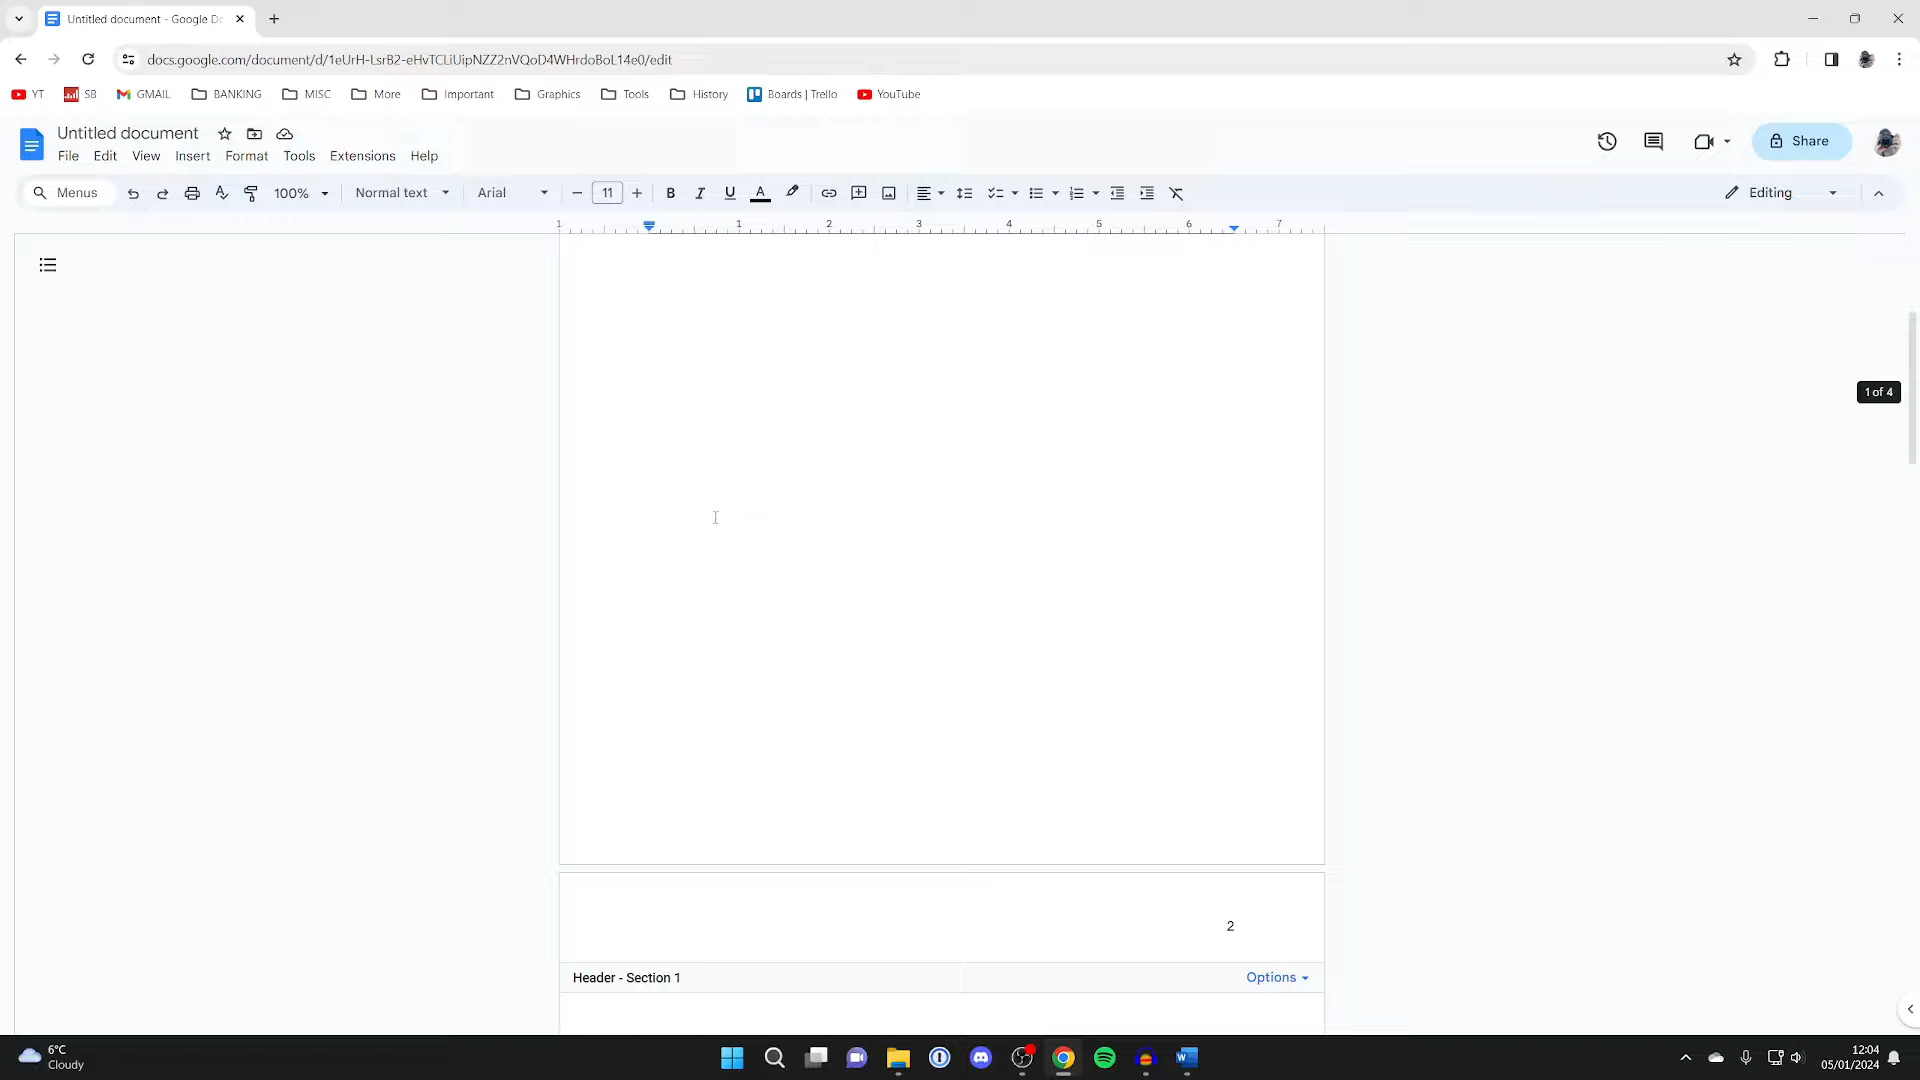 Untitled document - Google Do
docs.google.com/document/d/1eUrH-LsrB2-eHvTCLiUipNZZ2nVQoD4WHrdoBoL14e0/edit
YT SB GMAIL BANKING MISC More Important Graphics Tools History Boards | Trello YouTube
Untitled document
File Edit View Insert Format Tools Extensions Help
Share
Menus 100% Normal text Arial 11 B I U A Editing
1 1 2 3 4 5 6 7
1 of 4
2
Header - Section 1 Options
6°C
Cloudy
12:04
05/01/2024